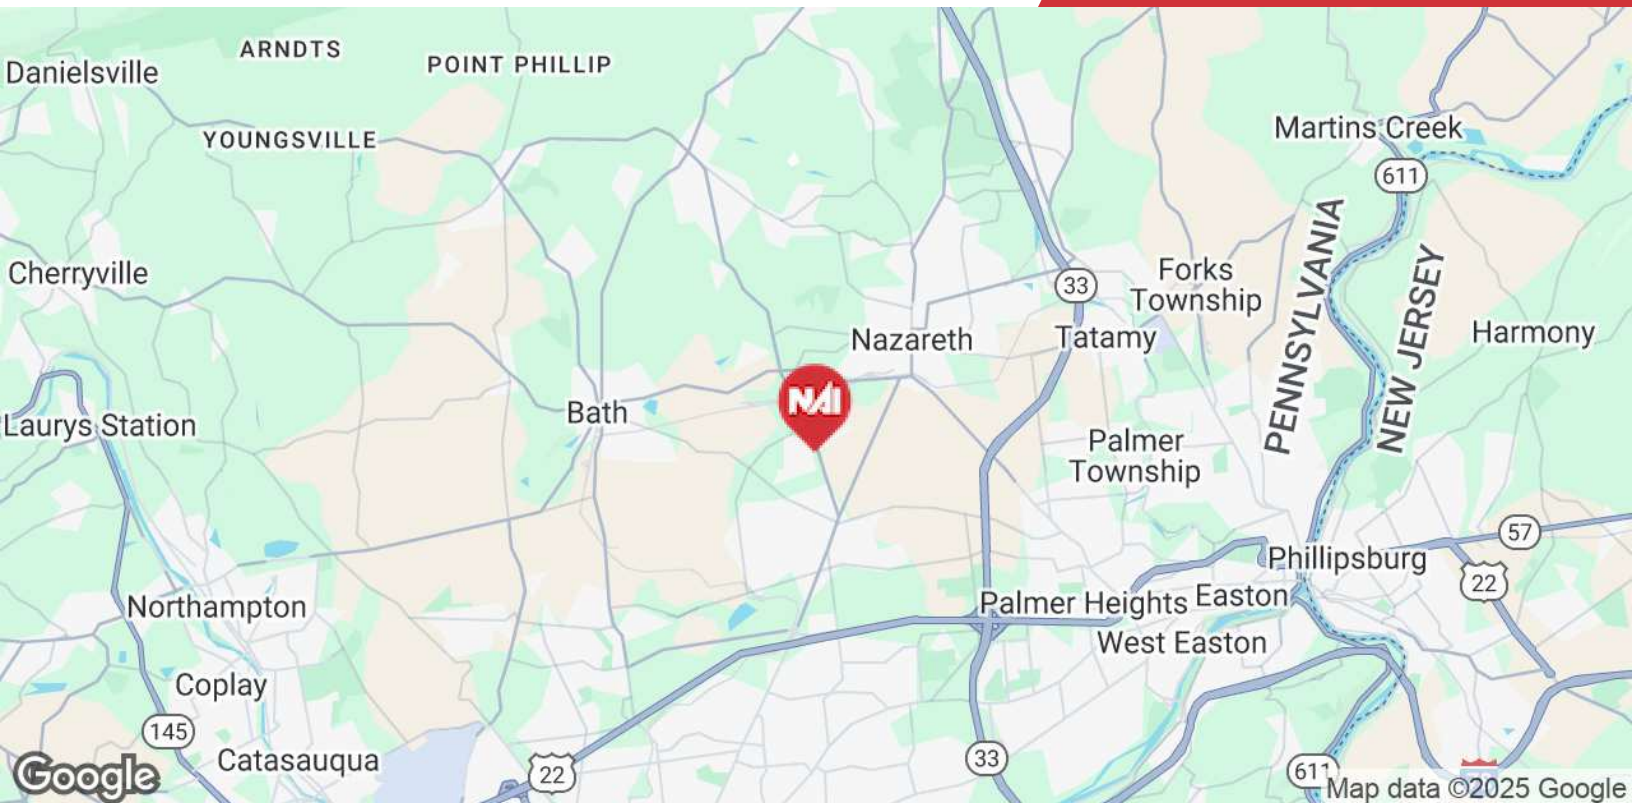 ARNDTS
POINT PHILLIP
Danielsville
YOUNGSVILLE
Martins Creek
611
Cherryville
Forks
Township
33
PENNSYLVANIA
NEW JERSEY
Nazareth
Tatamy
Harmony
NAI
Bath
Laurys Station
Palmer
Township
57
Phillipsburg
22
Northampton
Palmer Heights
Easton
West Easton
Coplay
145
Catasauqua
22
33
611
Google
Map data ©2025 Google